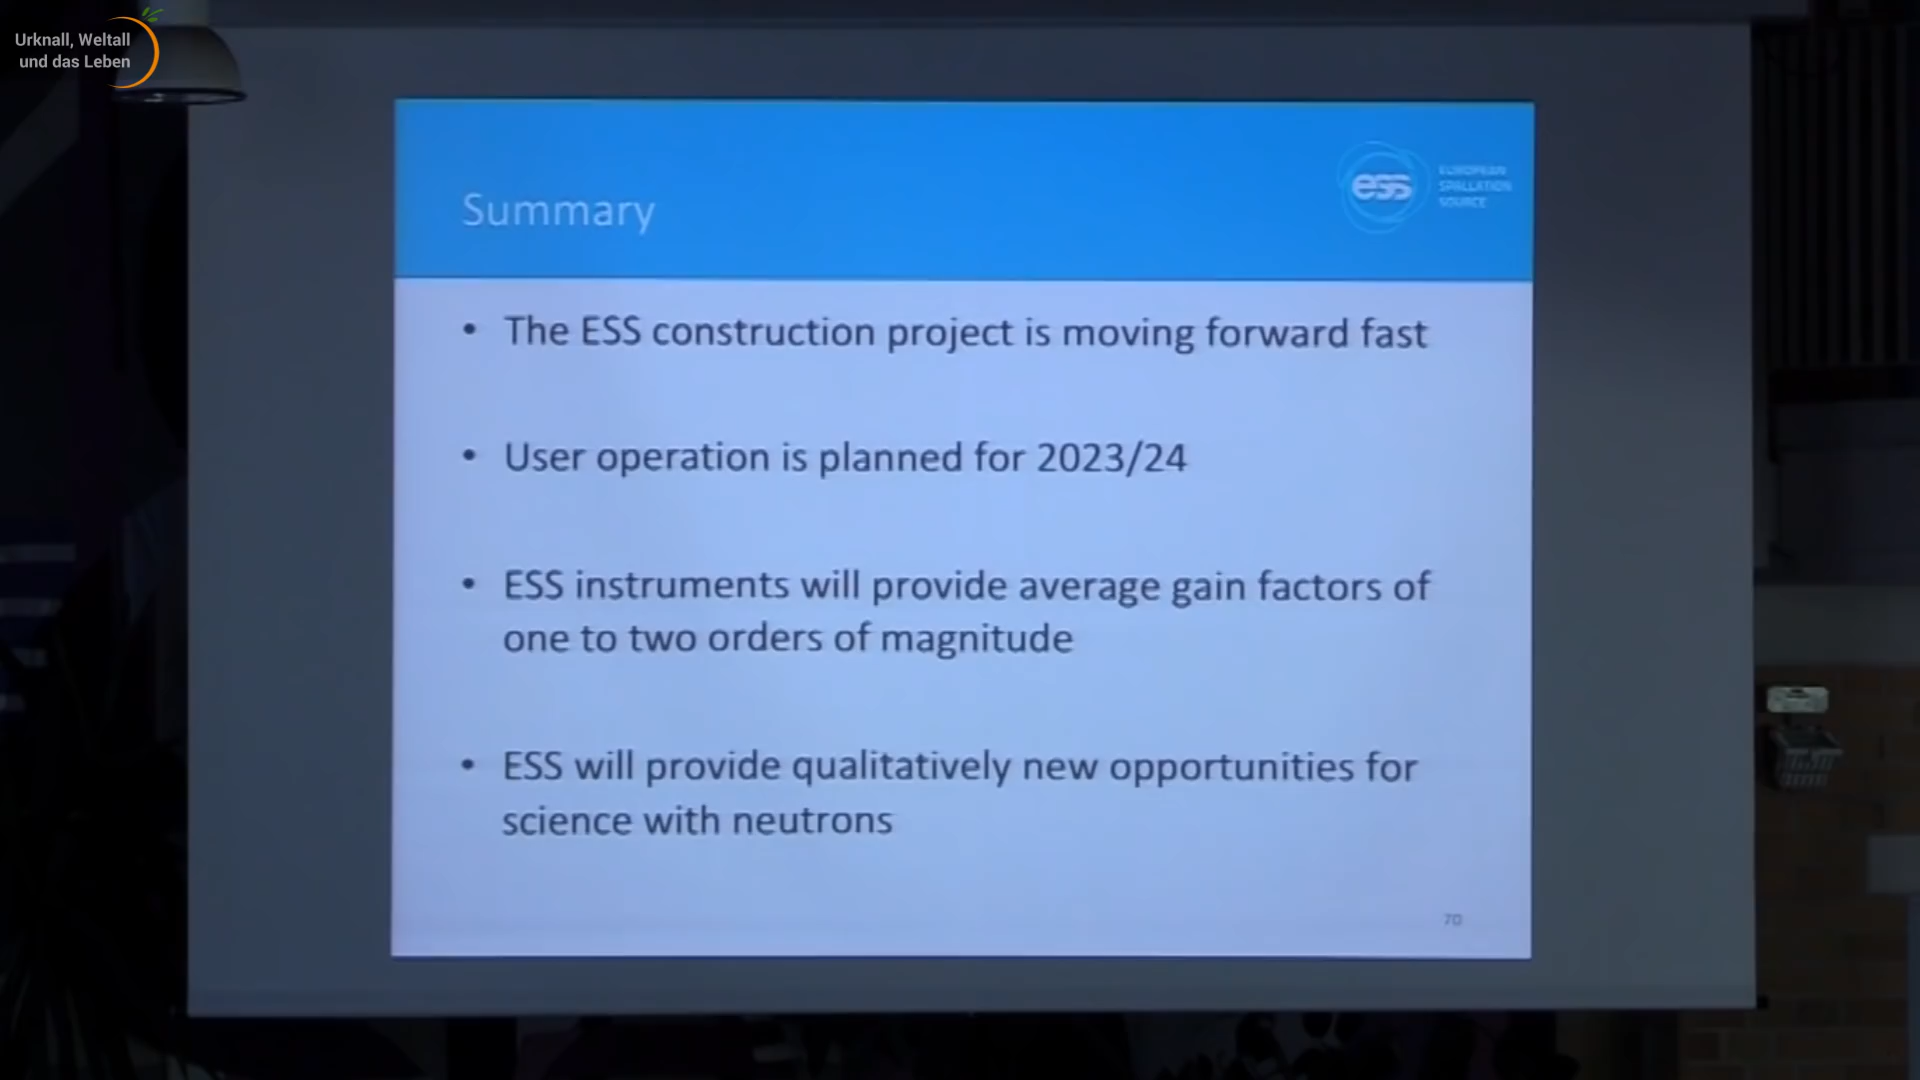 Urknall, Weltall
und das Leben
Summary
ess
EUROPEAN
SPALLATION
SOURCE
• The ESS construction project is moving forward fast
• User operation is planned for 2023/24
• ESS instruments will provide average gain factors of
one to two orders of magnitude
• ESS will provide qualitatively new opportunities for
science with neutrons
70